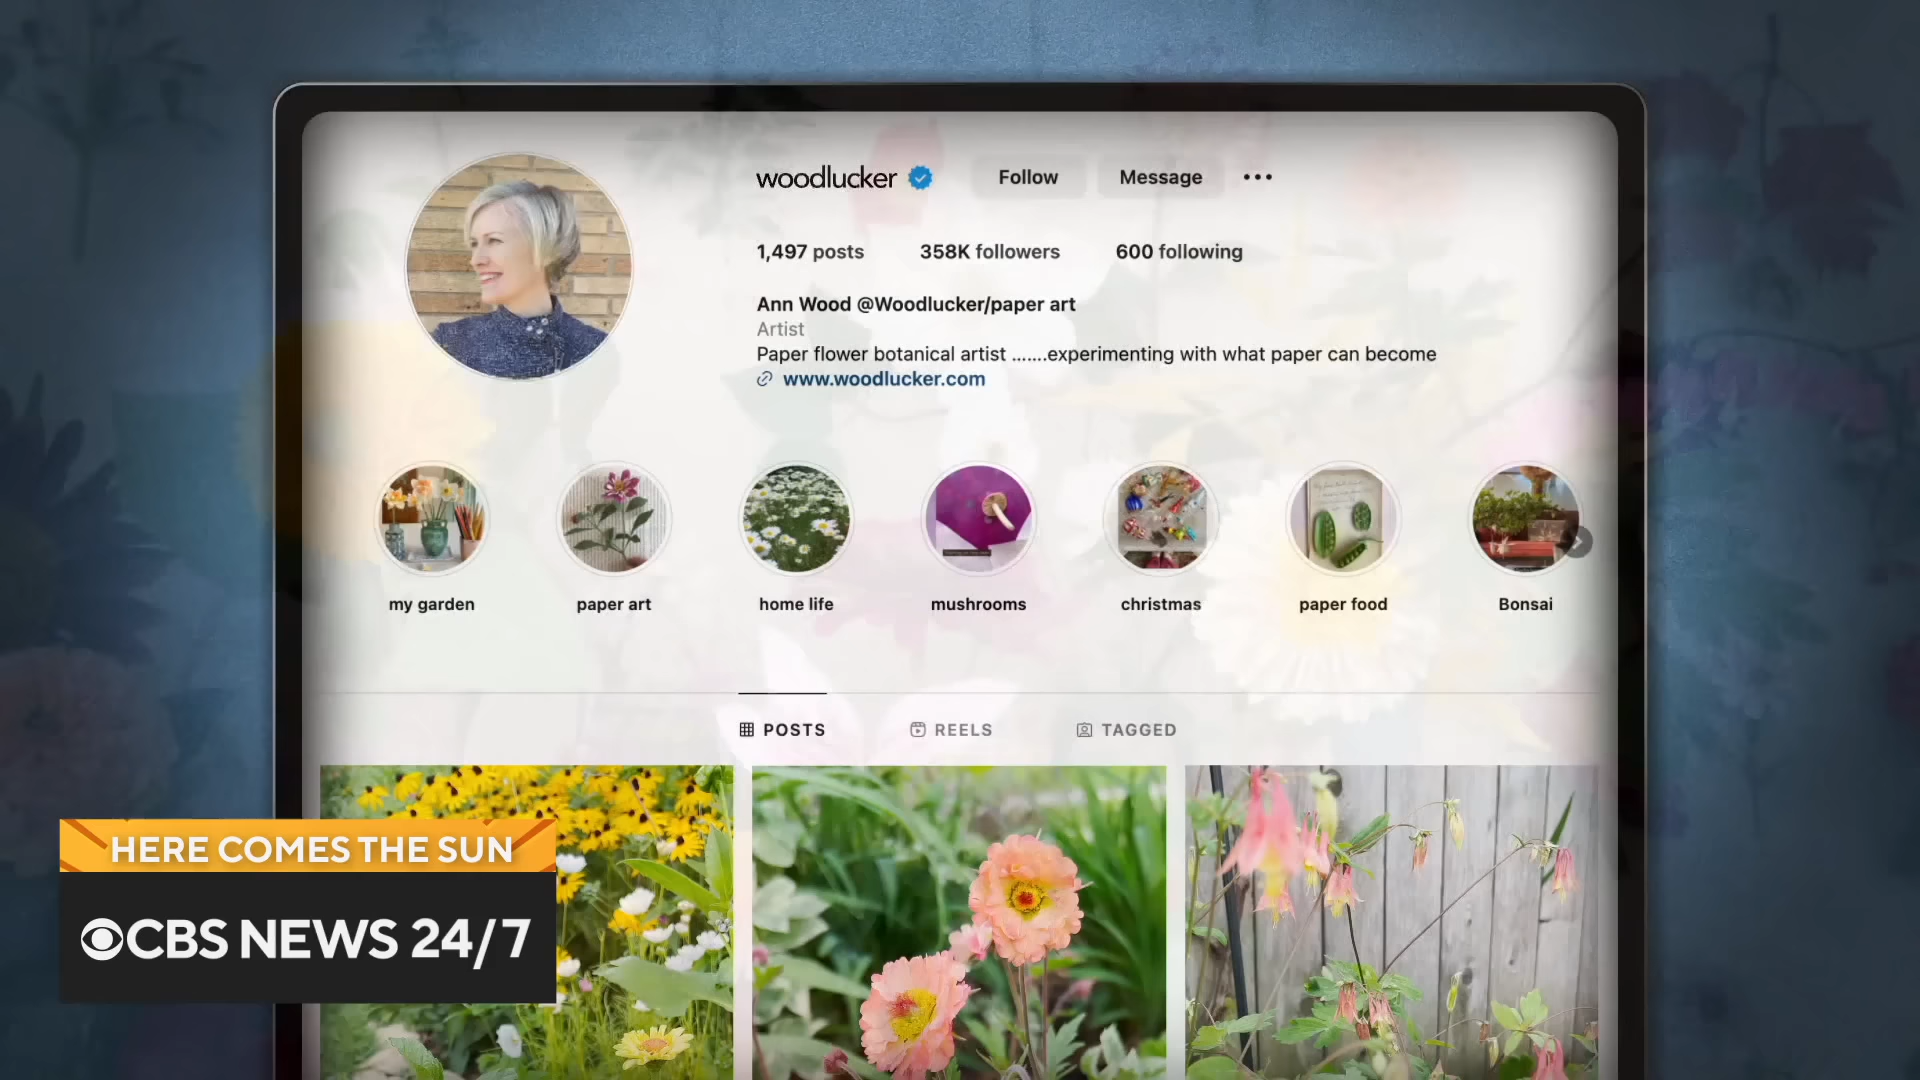 woodlucker Follow Message
1,497 posts 358K followers 600 following
Ann Wood @Woodlucker/paper art
Artist
Paper flower botanical artist .......experimenting with what paper can become
www.woodlucker.com
my garden paper art home life mushrooms christmas paper food Bonsai
POSTS REELS TAGGED
HERE COMES THE SUN
CBS NEWS 24/7